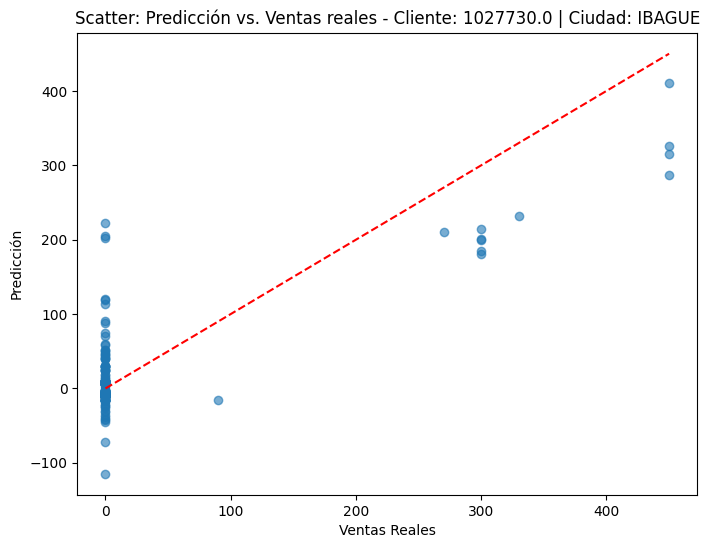 Scatter: Predicción vs. Ventas reales - Cliente: 1027730.0 | Ciudad: IBAGUE
400
300
200
100
0
−100
Predicción
0 100 200 300 400
Ventas Reales